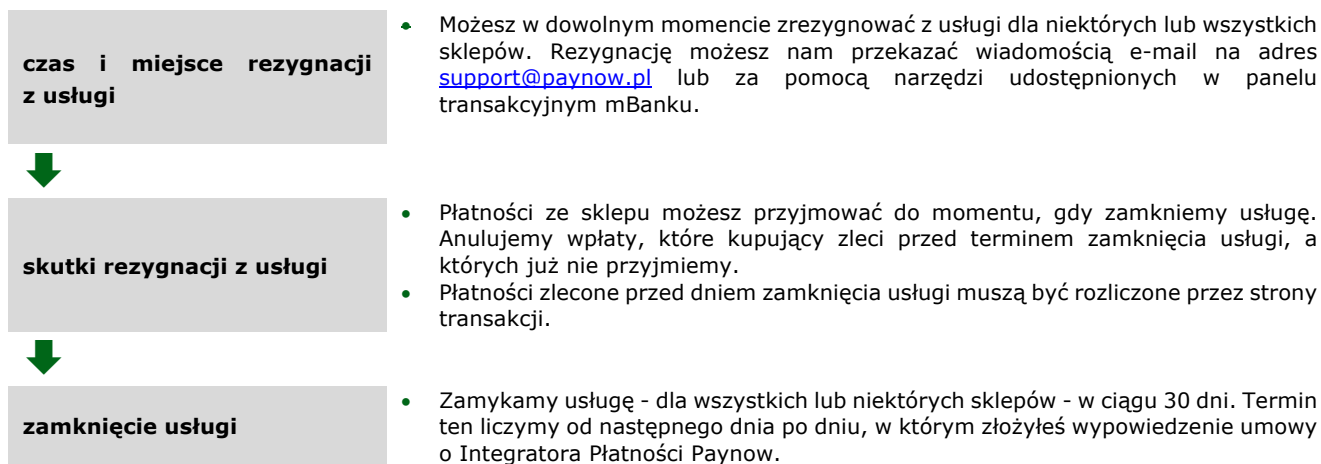 czas i miejsce rezygnacji
z usługi
• Możesz w dowolnym momencie zrezygnować z usługi dla niektórych lub wszystkich
sklepów. Rezygnację możesz nam przekazać wiadomością e-mail na adres
support@paynow.pl lub za pomocą narzędzi udostępnionych w panelu
transakcyjnym mBanku.
skutki rezygnacji z usługi
• Płatności ze sklepu możesz przyjmować do momentu, gdy zamkniemy usługę.
Anulujemy wpłaty, które kupujący zleci przed terminem zamknięcia usługi, a
których już nie przyjmiemy.
• Płatności zlecone przed dniem zamknięcia usługi muszą być rozliczone przez strony
transakcji.
zamknięcie usługi
• Zamykamy usługę - dla wszystkich lub niektórych sklepów - w ciągu 30 dni. Termin
ten liczymy od następnego dnia po dniu, w którym złożyłeś wypowiedzenie umowy
o Integratora Płatności Paynow.